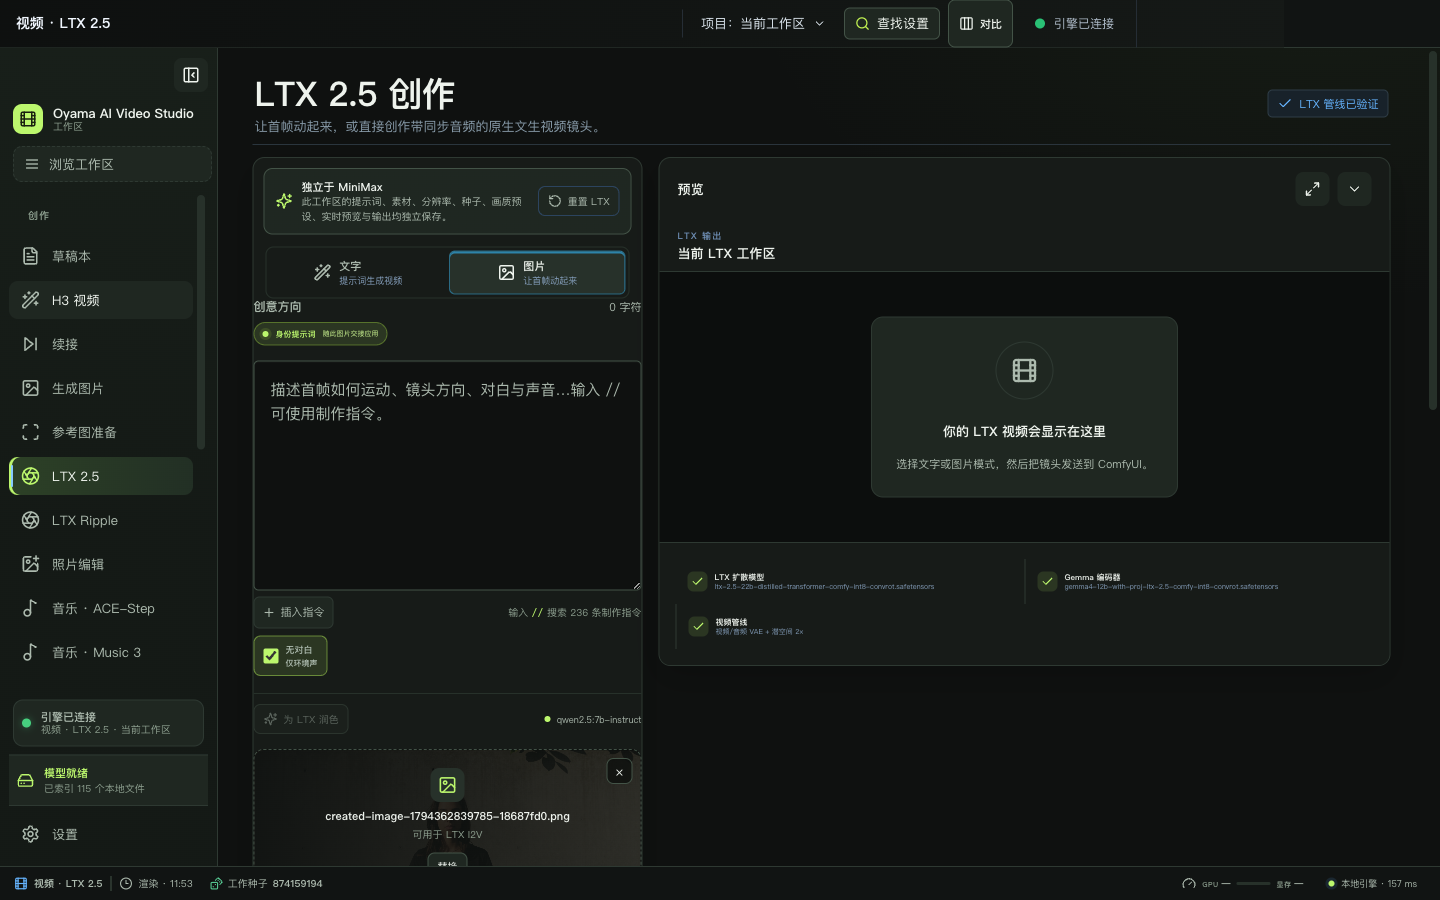 视频 · LTX 2.5
项目：当前工作区
查找设置
对比
引擎已连接
Oyama AI Video Studio
工作区
浏览工作区
创作
草稿本
H3 视频
续接
生成图片
参考图准备
LTX 2.5
LTX Ripple
照片编辑
音乐 · ACE-Step
音乐 · Music 3
引擎已连接
视频 · LTX 2.5 · 当前工作区
模型就绪
已索引 115 个本地文件
设置
LTX 2.5 创作
让首帧动起来，或直接创作带同步音频的原生文生视频镜头。
LTX 管线已验证
独立于 MiniMax
此工作区的提示词、素材、分辨率、种子、画质预
设、实时预览与输出均独立保存。
重置 LTX
文字
提示词生成视频
图片
让首帧动起来
创意方向
0 字符
身份提示词 随此图片交接应用
描述首帧如何运动、镜头方向、对白与声音...输入 //
可使用制作指令。
插入指令
输入 // 搜索 236 条制作指令
无对白
仅环境声
为 LTX 润色
qwen2.5:7b-instruct
created-image-1794362839785-18687fd0.png
可用于 LTX I2V
替换
预览
LTX 输出
当前 LTX 工作区
你的 LTX 视频会显示在这里
选择文字或图片模式，然后把镜头发送到 ComfyUI。
LTX 扩散模型
ltx-2.5-22b-distilled-transformer-comfy-int8-convrot.safetensors
Gemma 编码器
gemma4-12b-with-proj-ltx-2.5-comfy-int8-convrot.safetensors
视频管线
视频/音频 VAE + 潜空间 2x
视频 · LTX 2.5
渲染 · 11:53
工作种子 874159194
GPU —
显存 —
本地引擎 · 157 ms